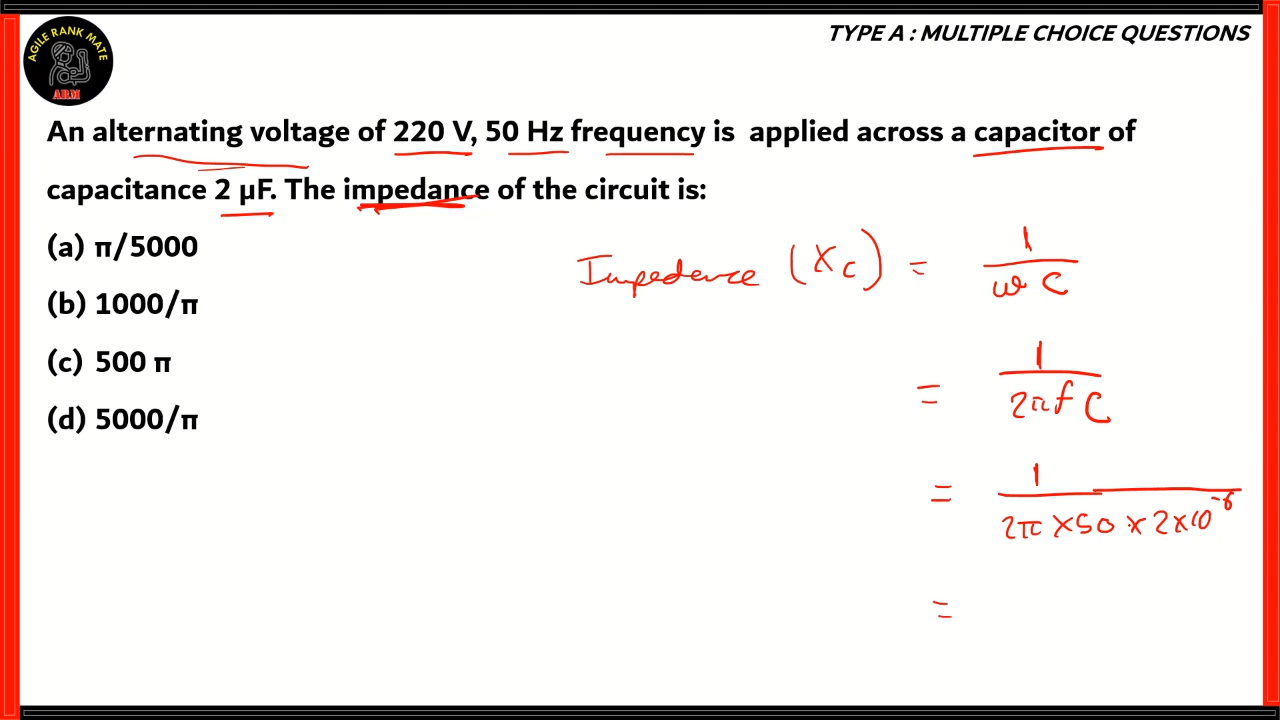 AGILE RANK MATE
ARM
TYPE A : MULTIPLE CHOICE QUESTIONS
An alternating voltage of 220 V, 50 Hz frequency is applied across a capacitor of
capacitance 2 μF. The impedance of the circuit is:
(a) π/5000
(b) 1000/π
(c) 500 π
(d) 5000/π
Impedence (Xc) = 1/ωC
= 1/2πfC
= 1/2π×50×2×10⁻⁶
=